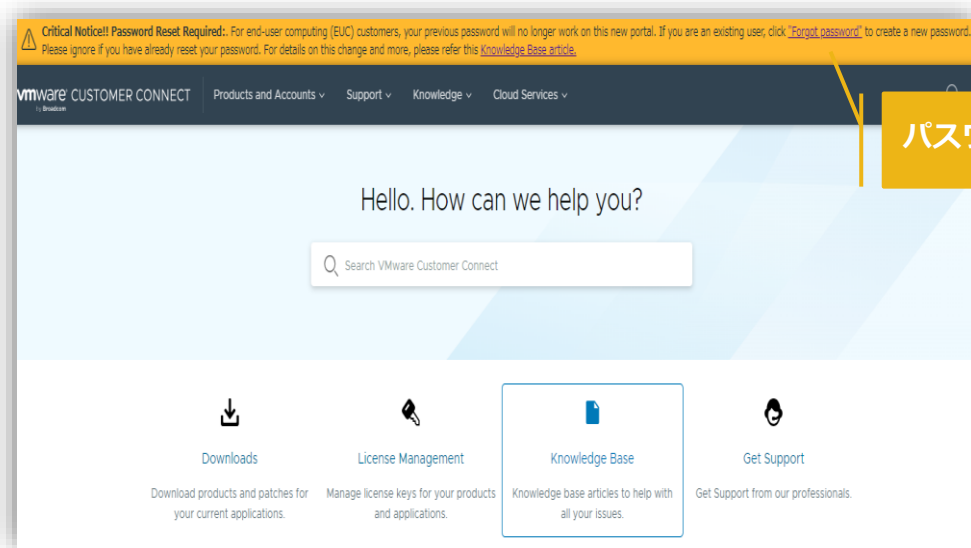 Critical Notice!! Password Reset Required:. For end-user computing (EUC) customers, your previous password will no longer work on this new portal. If you are an existing user, click "Forgot password" to create a new password.
Please ignore if you have already reset your password. For details on this change and more, please refer this Knowledge Base article.
vmware CUSTOMER CONNECT Products and Accounts Support Knowledge Cloud Services
by Broadcom
パスワ
Hello. How can we help you?
Search VMware Customer Connect
Downloads License Management Knowledge Base Get Support
Download products and patches for Manage license keys for your products Knowledge base articles to help with Get Support from our professionals.
your current applications. and applications. all your issues.